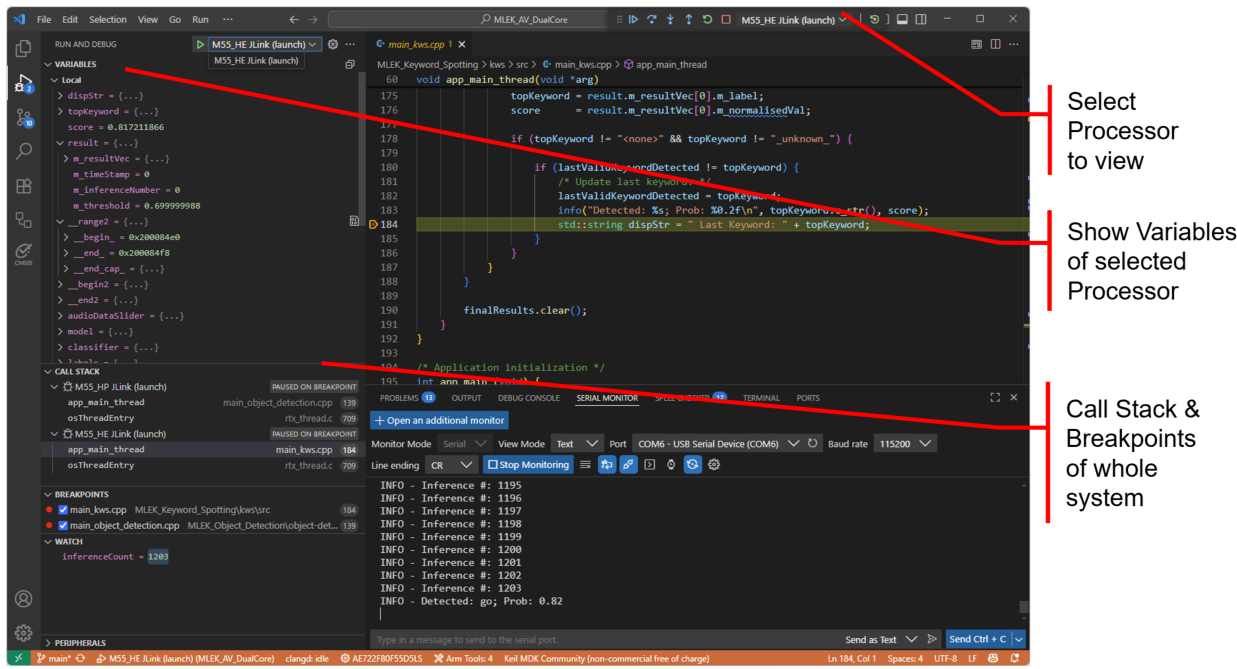 File Edit Selection View Go Run ··· ← → MLEK_AV_DualCore M55_HE JLink (launch)
RUN AND DEBUG M55_HE JLink (launch) ···
M55_HE JLink (launch)
VARIABLES
Local
dispStr = {...}
topKeyword = {...}
score = 0.817211866
result = {...}
m_resultVec = {...}
m_timeStamp = 0
m_inferenceNumber = 0
m_threshold = 0.699999988
__range2 = {...}
__begin_ = 0x200084e0
__end_ = 0x200084f8
__end_cap_ = {...}
__begin2 = {...}
__end2 = {...}
audioDataSlider = {...}
model = {...}
classifier = {...}
labels = {...}
CALL STACK
M55_HP JLink (launch) PAUSED ON BREAKPOINT
app_main_thread main_object_detection.cpp 139
osThreadEntry rtx_thread.c 709
M55_HE JLink (launch) PAUSED ON BREAKPOINT
app_main_thread main_kws.cpp 184
osThreadEntry rtx_thread.c 709
BREAKPOINTS
main_kws.cpp MLEK_Keyword_Spotting\kws\src 184
main_object_detection.cpp MLEK_Object_Detection\object-det... 139
WATCH
inferenceCount = 1203
PERIPHERALS
2
10
CMSIS
main_kws.cpp 1 ×
MLEK_Keyword_Spotting > kws > src > main_kws.cpp > app_main_thread
60 void app_main_thread(void *arg)
175 topKeyword = result.m_resultVec[0].m_label;
176 score = result.m_resultVec[0].m_normalisedVal;
177
178 if (topKeyword != "<none>" && topKeyword != "_unknown_") {
179
180 if (lastValidKeywordDetected != topKeyword) {
181 /* Update last keyword. */
182 lastValidKeywordDetected = topKeyword;
183 info("Detected: %s; Prob: %0.2f\n", topKeyword.c_str(), score);
184 std::string dispStr = " Last Keyword: " + topKeyword;
185 }
186 }
187 }
188 }
189
190 finalResults.clear();
191 }
192 }
193
194 /* Application initialization */
195 int app_main (void) {
PROBLEMS 13 OUTPUT DEBUG CONSOLE SERIAL MONITOR SPELL CHECKER 12 TERMINAL PORTS
+ Open an additional monitor
Monitor Mode Serial View Mode Text Port COM6 - USB Serial Device (COM6) Baud rate 115200
Line ending CR Stop Monitoring
INFO - Inference #: 1195
INFO - Inference #: 1196
INFO - Inference #: 1197
INFO - Inference #: 1198
INFO - Inference #: 1199
INFO - Inference #: 1200
INFO - Inference #: 1201
INFO - Inference #: 1202
INFO - Inference #: 1203
INFO - Detected: go; Prob: 0.82
Type in a message to send to the serial port. Send as Text Send Ctrl + C
main* M55_HE JLink (launch) (MLEK_AV_DualCore) clangd: idle AE722F80F55D5LS Arm Tools: 4 Keil MDK Community (non-commercial free of charge) Ln 184, Col 1 Spaces: 4 UTF-8 LF
Select
Processor
to view
Show Variables
of selected
Processor
Call Stack &
Breakpoints
of whole
system